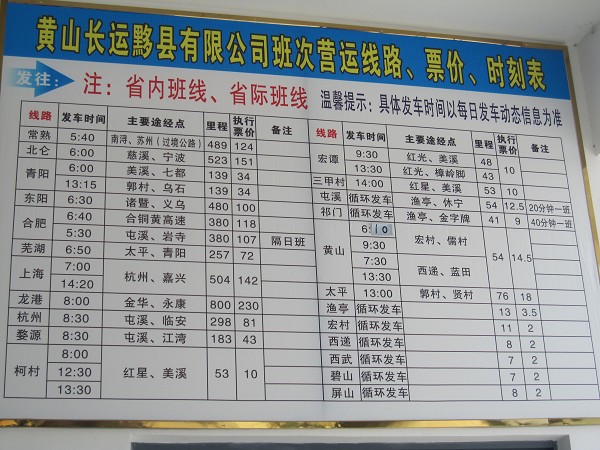 黄山长运黟县有限公司班次营运线路、票价、时刻表
发往： 注：省内班线、省际班线 温馨提示：具体发车时间以每日发车动态信息为准
线路 发车时间 主要途经点 里程 执行票价 备注
常熟 5:40 南浔、苏州（过境公路） 489 124
北仑 6:00 慈溪、宁波 523 151
青阳 6:00 美溪、七都 139 34
13:15 郭村、乌石 139 34
东阳 6:30 诸暨、义乌 480 100
合肥 6:40 合铜黄高速 380 118
5:30 屯溪、岩寺 380 107 隔日班
芜湖 6:50 太平、青阳 257 72
上海 7:00 杭州、嘉兴 504 142
14:20
龙港 8:00 金华、永康 800 230
杭州 8:30 屯溪、临安 298 81
婺源 8:30 屯溪、江湾 183 43
柯村 8:00 红星、美溪 53 10
12:30
13:30
线路 发车时间 主要途经点 里程 执行票价 备注
宏谭 9:30 红光、美溪 48 10
13:30 红光、樟岭脚 43
三甲村 14:00 红星、美溪 53
屯溪 循环发车 渔亭、休宁 54 12.5 20分钟一班
祁门 循环发车 渔亭、金字牌 41 9 40分钟一班
黄山 6:10 宏村、儒村 54 14.5
9:30
7:30 西递、蓝田
13:30
太平 13:00 郭村、贤村 76 18
渔亭 循环发车 13 3.5
宏村 循环发车 11 2
西递 循环发车 8 2
西武 循环发车 7 2
碧山 循环发车 7 2
屏山 循环发车 8 2